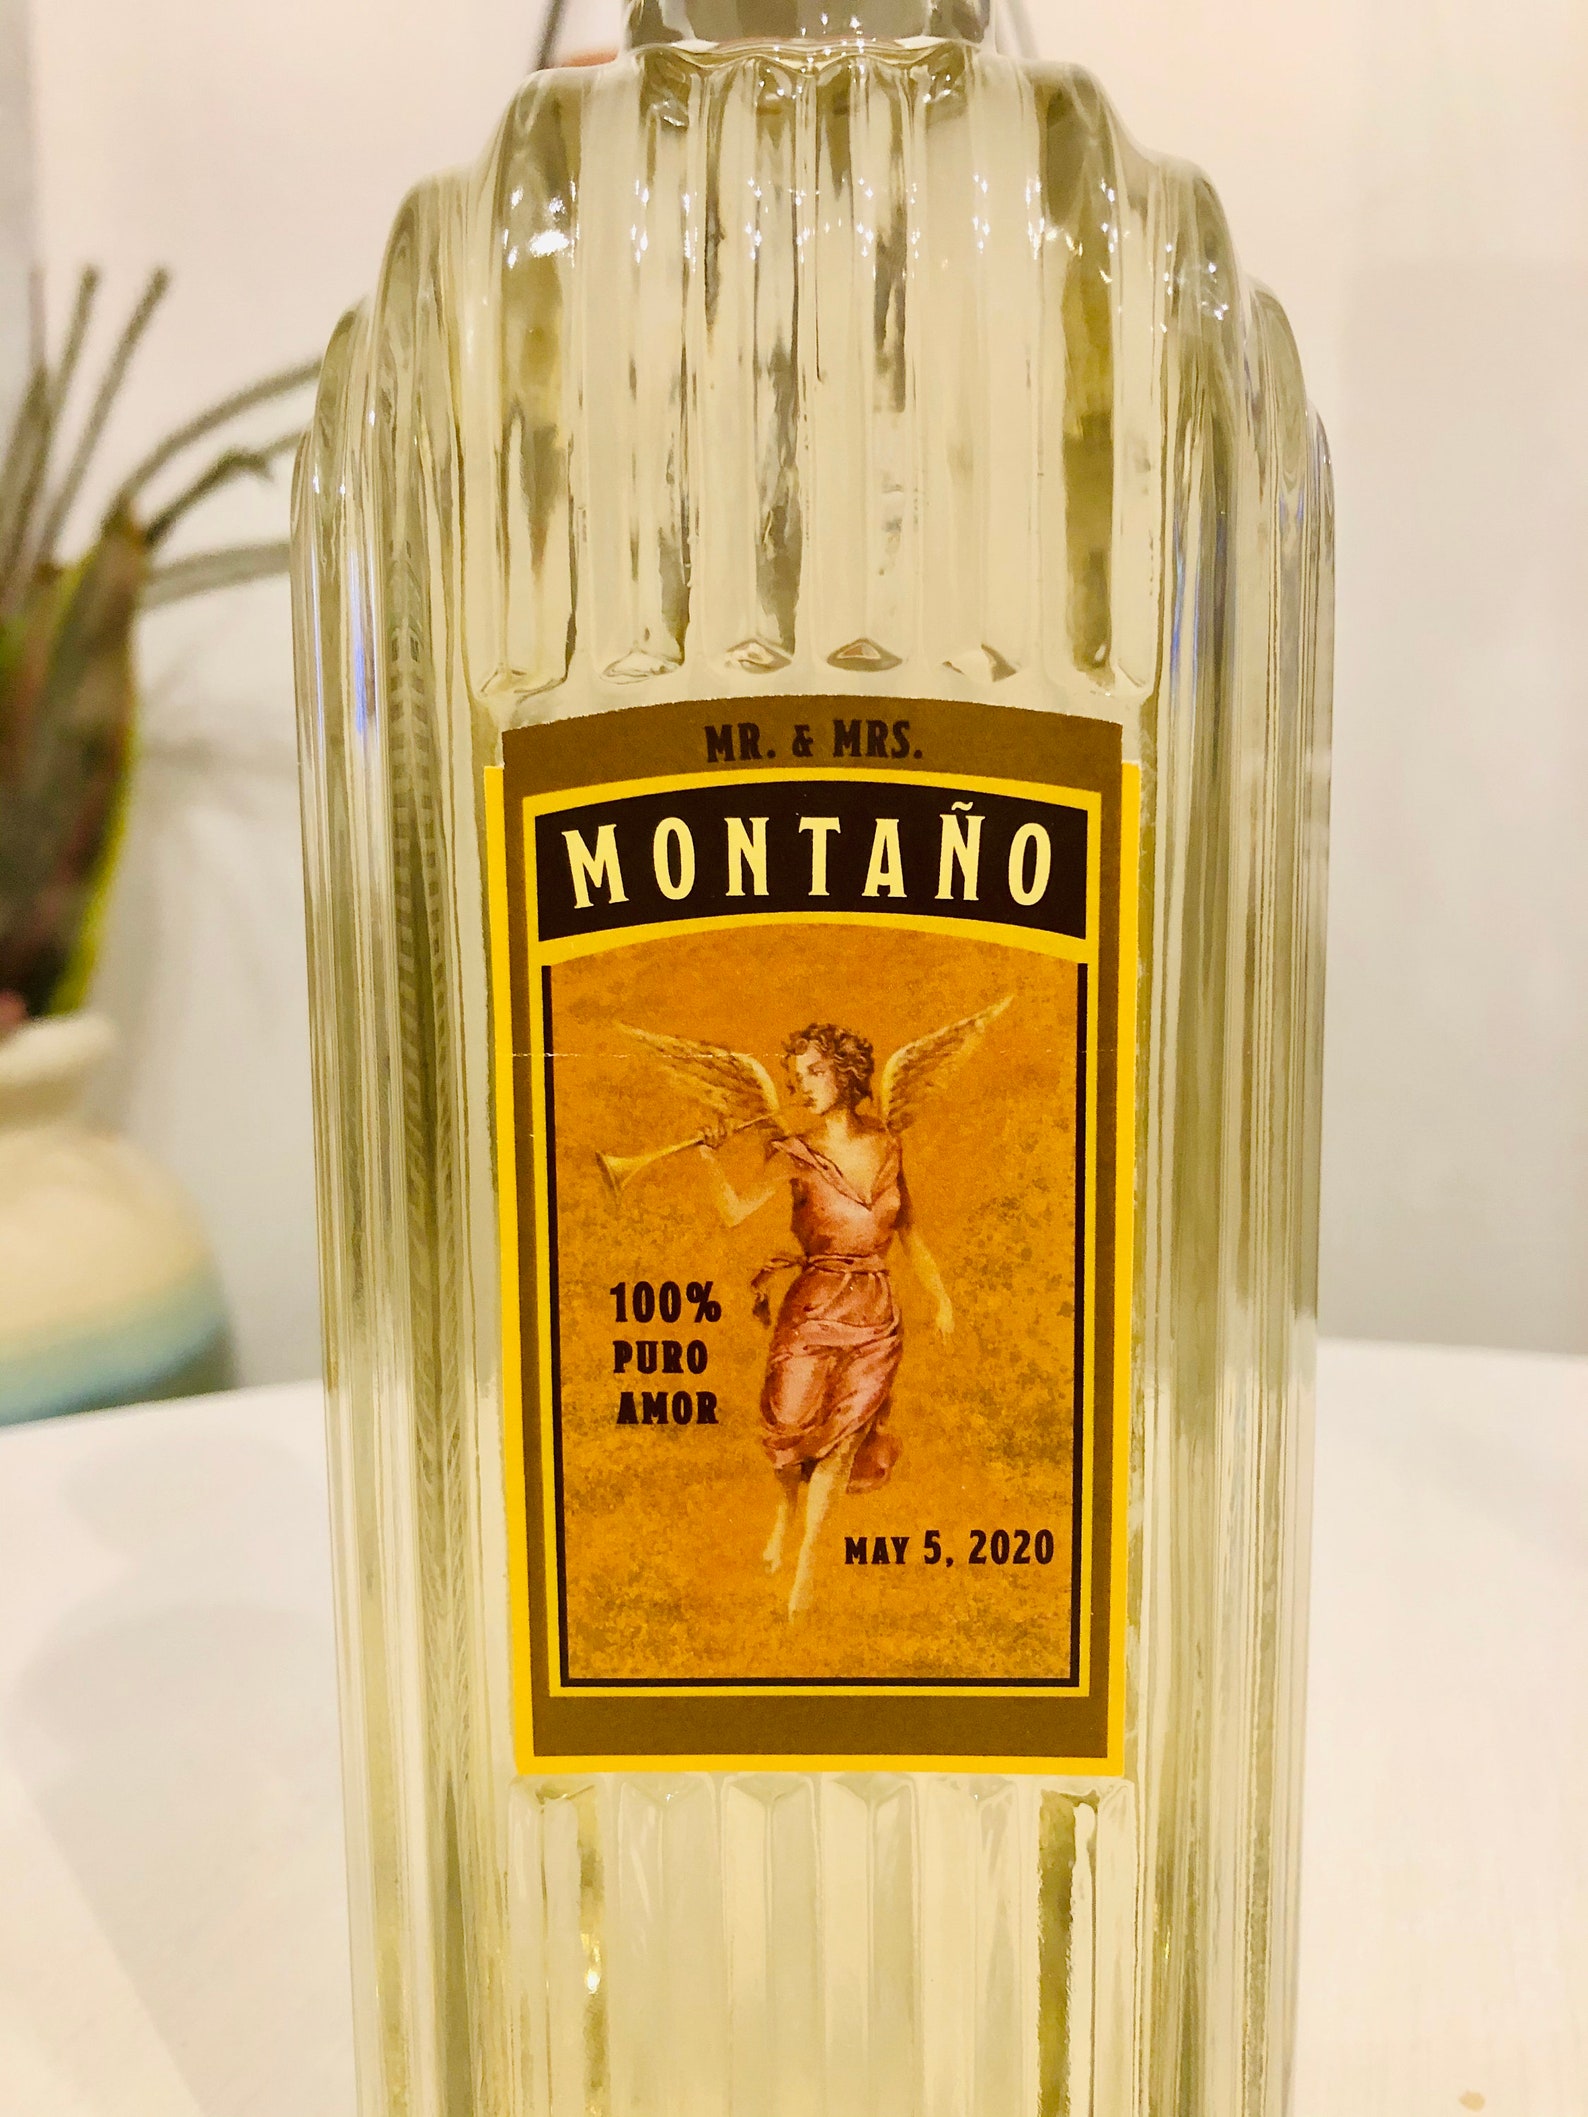 MR. & MRS.
MONTAÑO
100%
PURO
AMOR
MAY 5, 2020